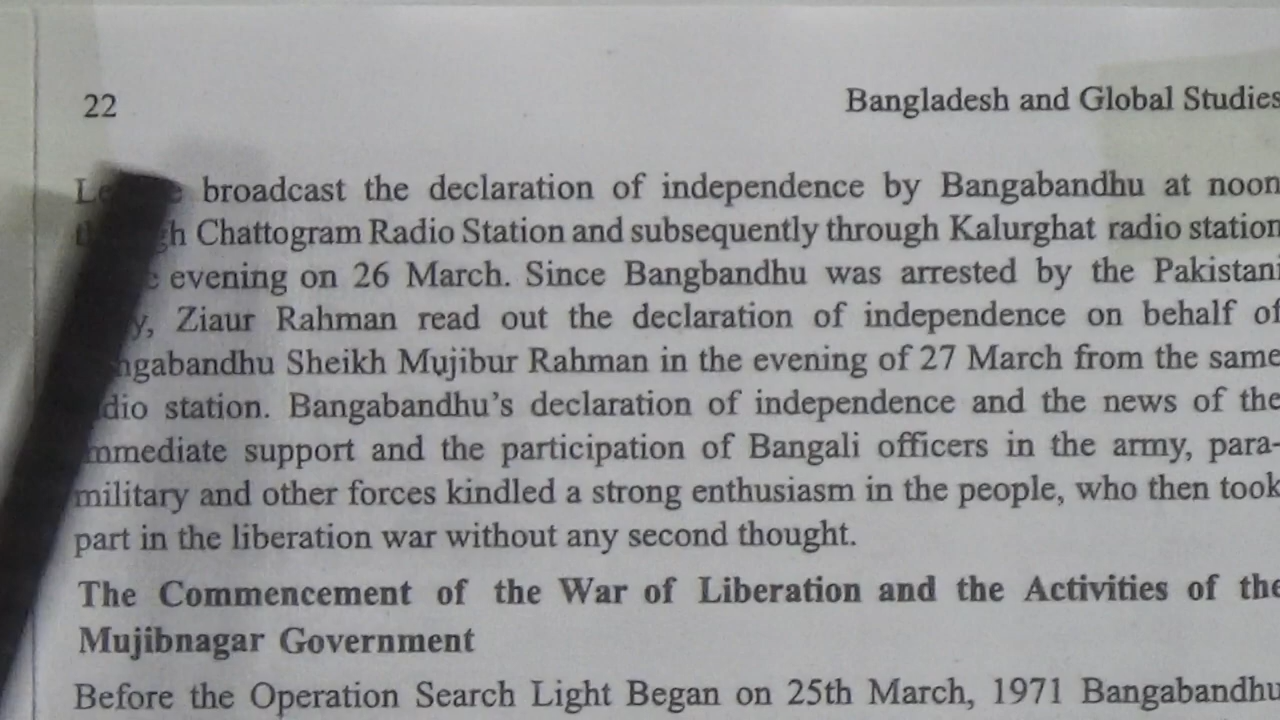 22
Bangladesh and Global Studies
broadcast the declaration of independence by Bangabandhu at noon
Chattogram Radio Station and subsequently through Kalurghat radio station
evening on 26 March. Since Bangbandhu was arrested by the Pakistani
Ziaur Rahman read out the declaration of independence on behalf of
Sheikh Mujibur Rahman in the evening of 27 March from the same
station. Bangabandhu's declaration of independence and the news of the
support and the participation of Bangali officers in the army, para-
military and other forces kindled a strong enthusiasm in the people, who then took
part in the liberation war without any second thought.
The Commencement of the War of Liberation and the Activities of the
Mujibnagar Government
Before the Operation Search Light Began on 25th March, 1971 Bangabandhu